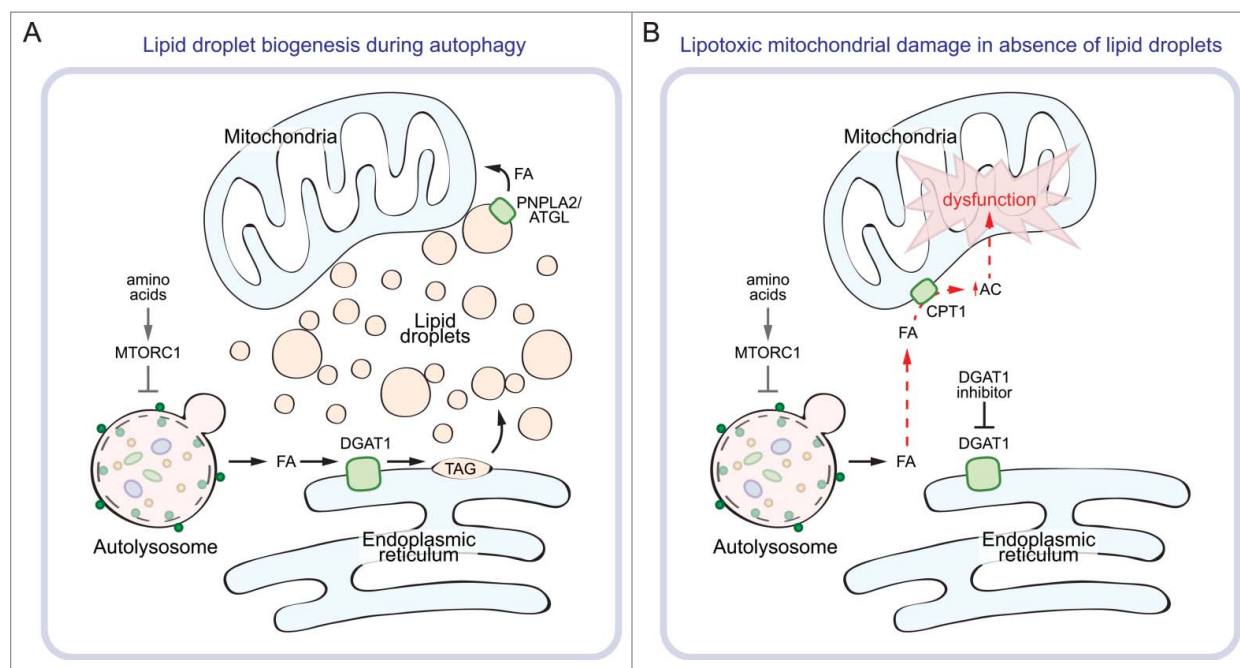 A
Lipid droplet biogenesis during autophagy
Mitochondria
FA
PNPLA2/
ATGL
amino
acids
MTORC1
Lipid
droplets
DGAT1
FA
TAG
Autolysosome
Endoplasmic
reticulum
B
Lipotoxic mitochondrial damage in absence of lipid droplets
Mitochondria
dysfunction
amino
acids
AC
CPT1
FA
MTORC1
DGAT1
inhibitor
DGAT1
FA
Autolysosome
Endoplasmic
reticulum